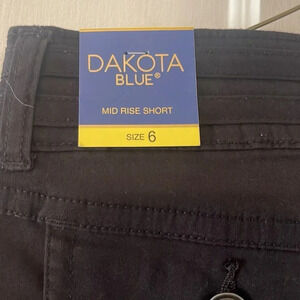 DAKOTA
BLUE®
MID RISE SHORT
SIZE 6